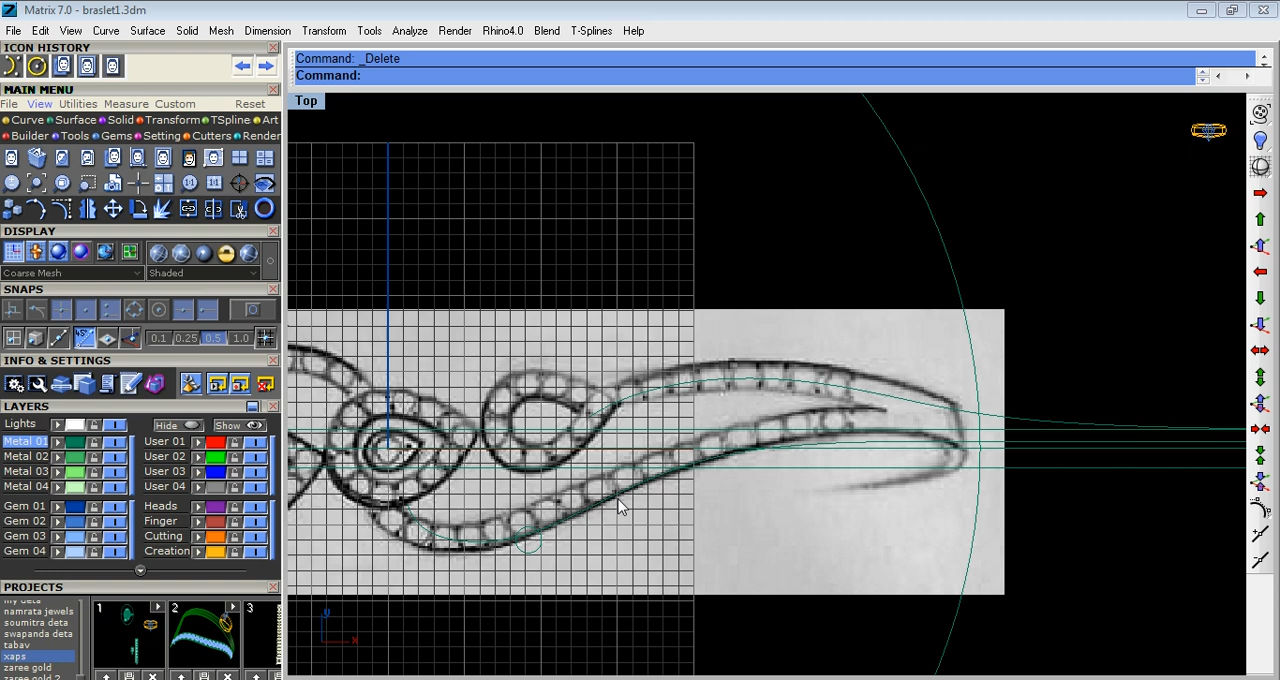 Matrix 7.0 - braslet1.3dm
File Edit View Curve Surface Solid Mesh Dimension Transform Tools Analyze Render Rhino4.0 Blend T-Splines Help
ICON HISTORY
Command: _Delete
Command:
MAIN MENU
File View Utilities Measure Custom Reset
Curve Surface Solid Transform TSpline Art
Builder Tools Gems Setting Cutters Render
Top
DISPLAY
Coarse Mesh Shaded
SNAPS
0.1 0.25 0.5 1.0
INFO & SETTINGS
LAYERS
Lights Hide Show
Metal 01 User 01
Metal 02 User 02
Metal 03 User 03
Metal 04 User 04
Gem 01 Heads
Gem 02 Finger
Gem 03 Cutting
Gem 04 Creation
PROJECTS
my deta
namrata jewels
soumitra deta
swapanda deta
tabav
xaps
zaree gold
zaree gold 2
1 2 3
x